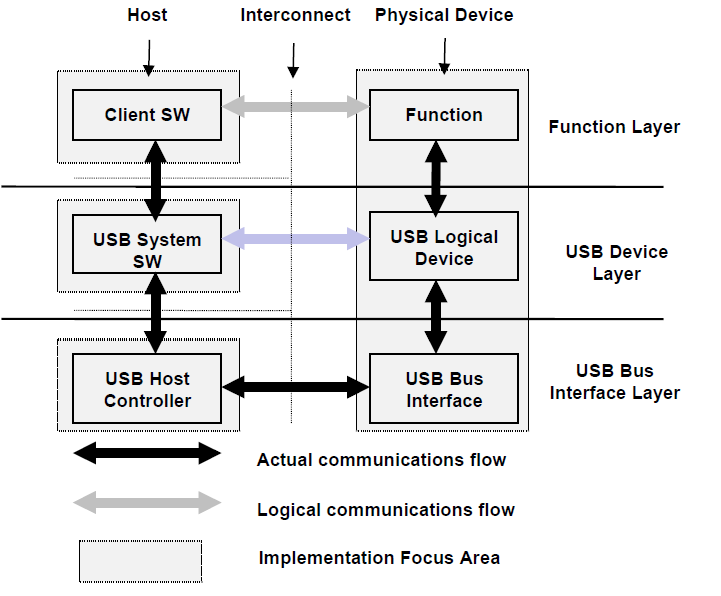 Host
Interconnect
Physical Device
Client SW
Function
Function Layer
USB System
SW
USB Logical
Device
USB Device
Layer
USB Host
Controller
USB Bus
Interface
USB Bus
Interface Layer
Actual communications flow
Logical communications flow
Implementation Focus Area